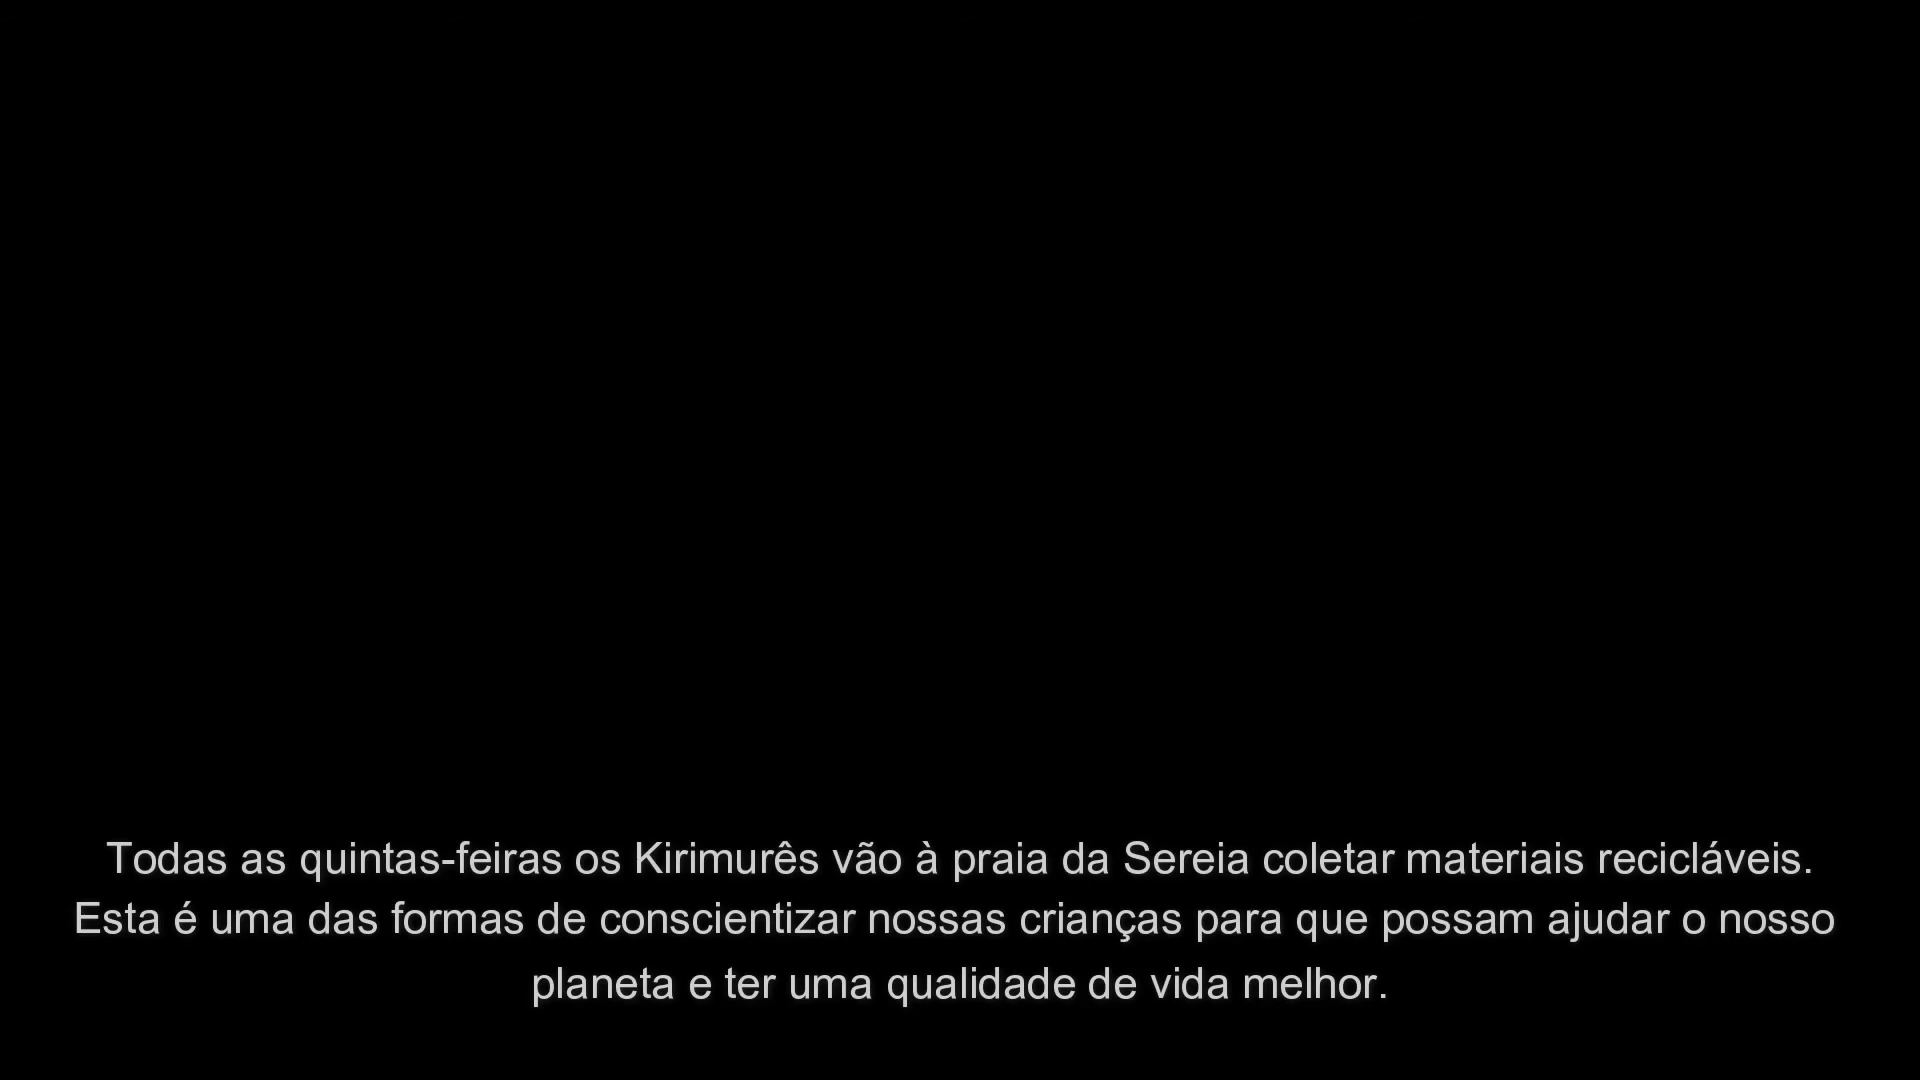 Todas as quintas-feiras os Kirimurês vão à praia da Sereia coletar materiais recicláveis.
Esta é uma das formas de conscientizar nossas crianças para que possam ajudar o nosso
planeta e ter uma qualidade de vida melhor.